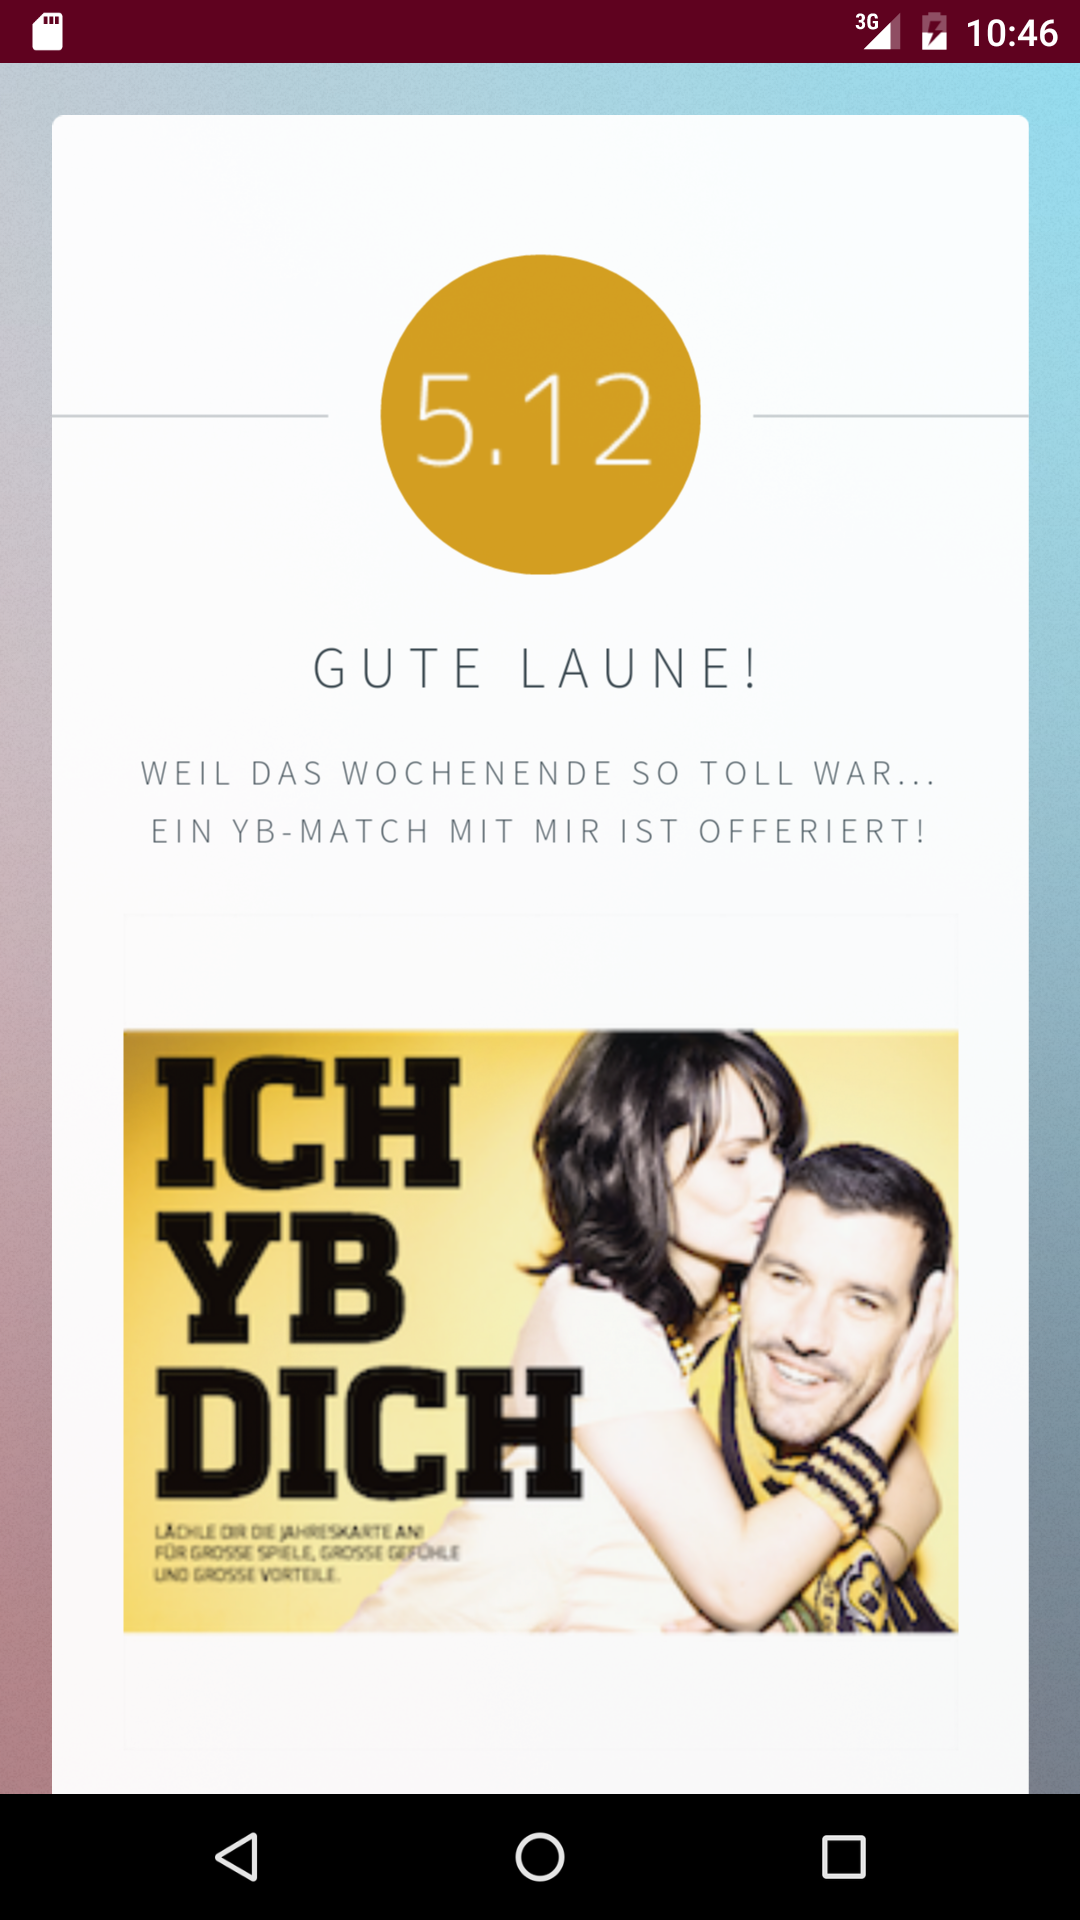 3G 10:46
5.12
GUTE LAUNE!
WEIL DAS WOCHENENDE SO TOLL WAR...
EIN YB-MATCH MIT MIR IST OFFERIERT!
ICH
YB
DICH
LÄCHLE DIR DIE JAHRESKARTE AN!
FÜR GROSSE SPIELE, GROSSE GEFÜHLE
UND GROSSE VORTEILE.